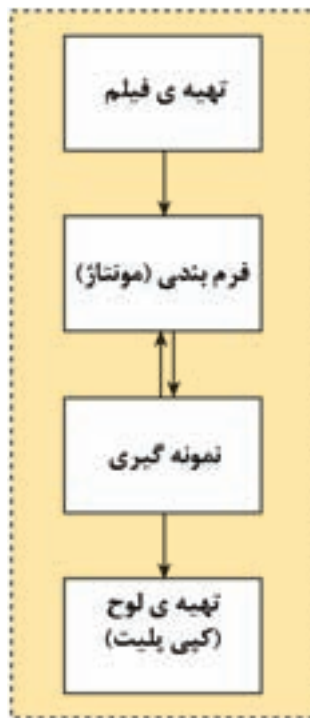 تهیه ی فیلم
فرم بندی (مونتاژ)
نمونه گیری
تهیه ی لوح
(کپی پلیت)